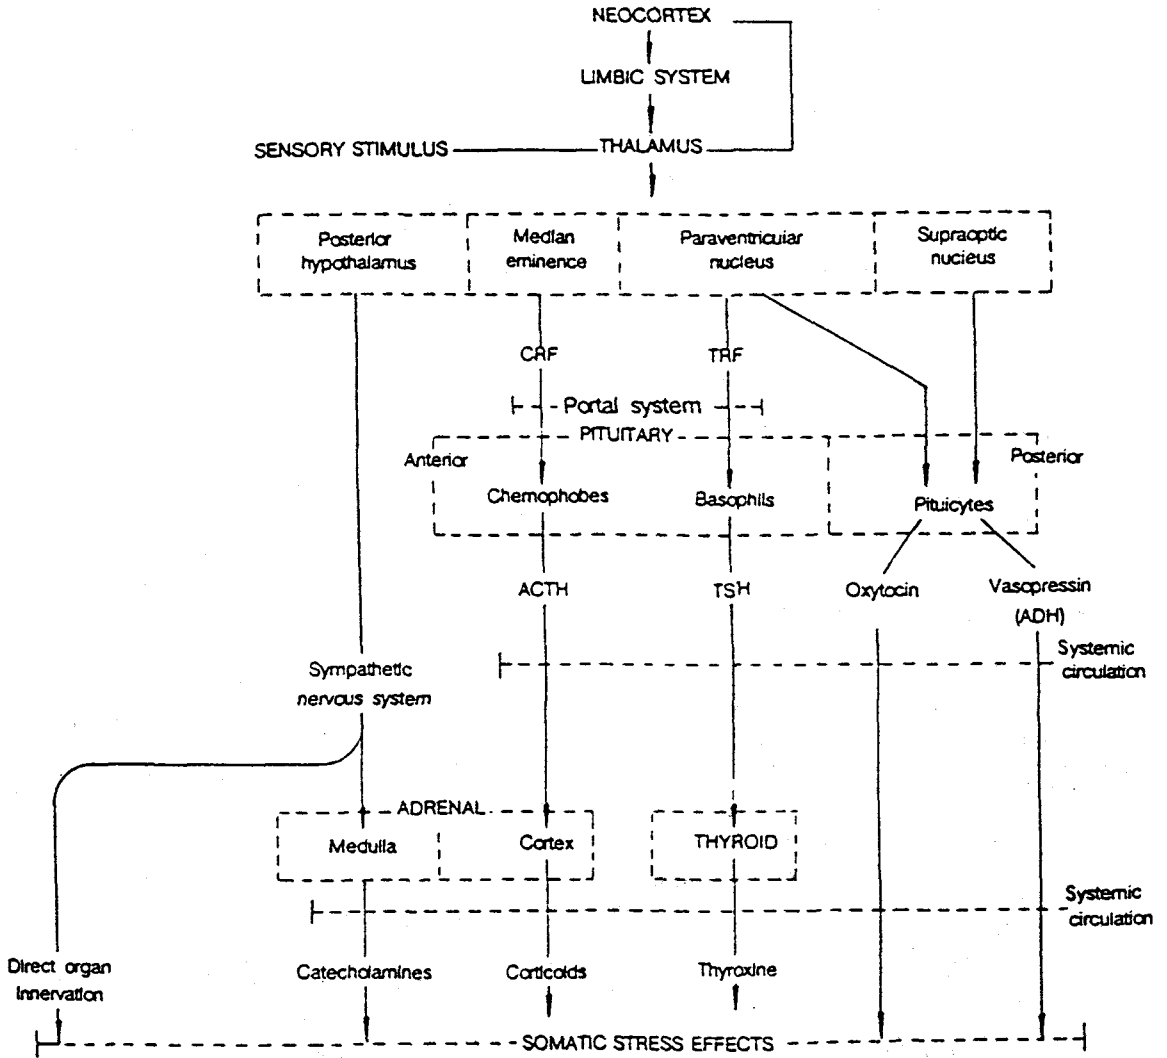 NEOCORTEX
LIMBIC SYSTEM
SENSORY STIMULUS
THALAMUS
Posterior
hypothalamus
Median
eminence
Paraventricular
nucleus
Supraoptic
nucleus
CRF
TRF
Portal system
PITUITARY
Anterior
Posterior
Chemophobes
Basophils
Pituicytes
ACTH
TSH
Oxytocin
Vasopressin
(ADH)
Systemic
circulation
Sympathetic
nervous system
ADRENAL
Medulla
Cortex
THYROID
Systemic
circulation
Direct organ
innervation
Catecholamines
Corticoids
Thyroxine
SOMATIC STRESS EFFECTS